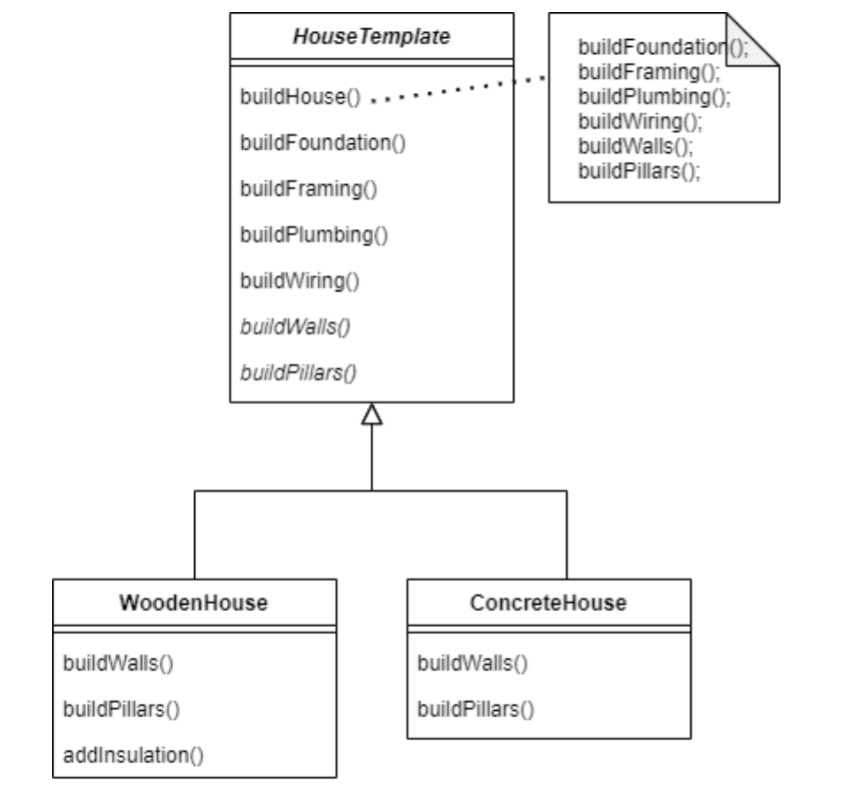 HouseTemplate
buildHouse()
buildFoundation()
buildFraming()
buildPlumbing()
buildWiring()
buildWalls()
buildPillars()
buildFoundation();
buildFraming();
buildPlumbing();
buildWiring();
buildWalls();
buildPillars();
WoodenHouse
buildWalls()
buildPillars()
addInsulation()
ConcreteHouse
buildWalls()
buildPillars()